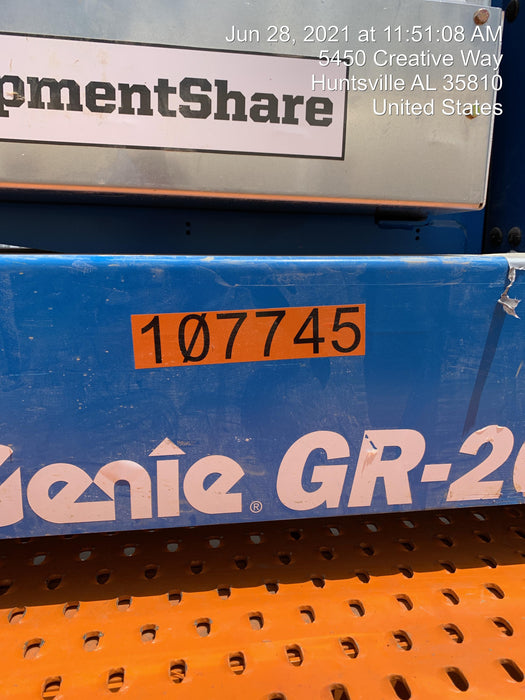 Jun 28, 2021 at 11:51:08 AM
5450 Creative Way
Huntsville AL 35810
United States
pmentShare
107745
Genie® GR-20